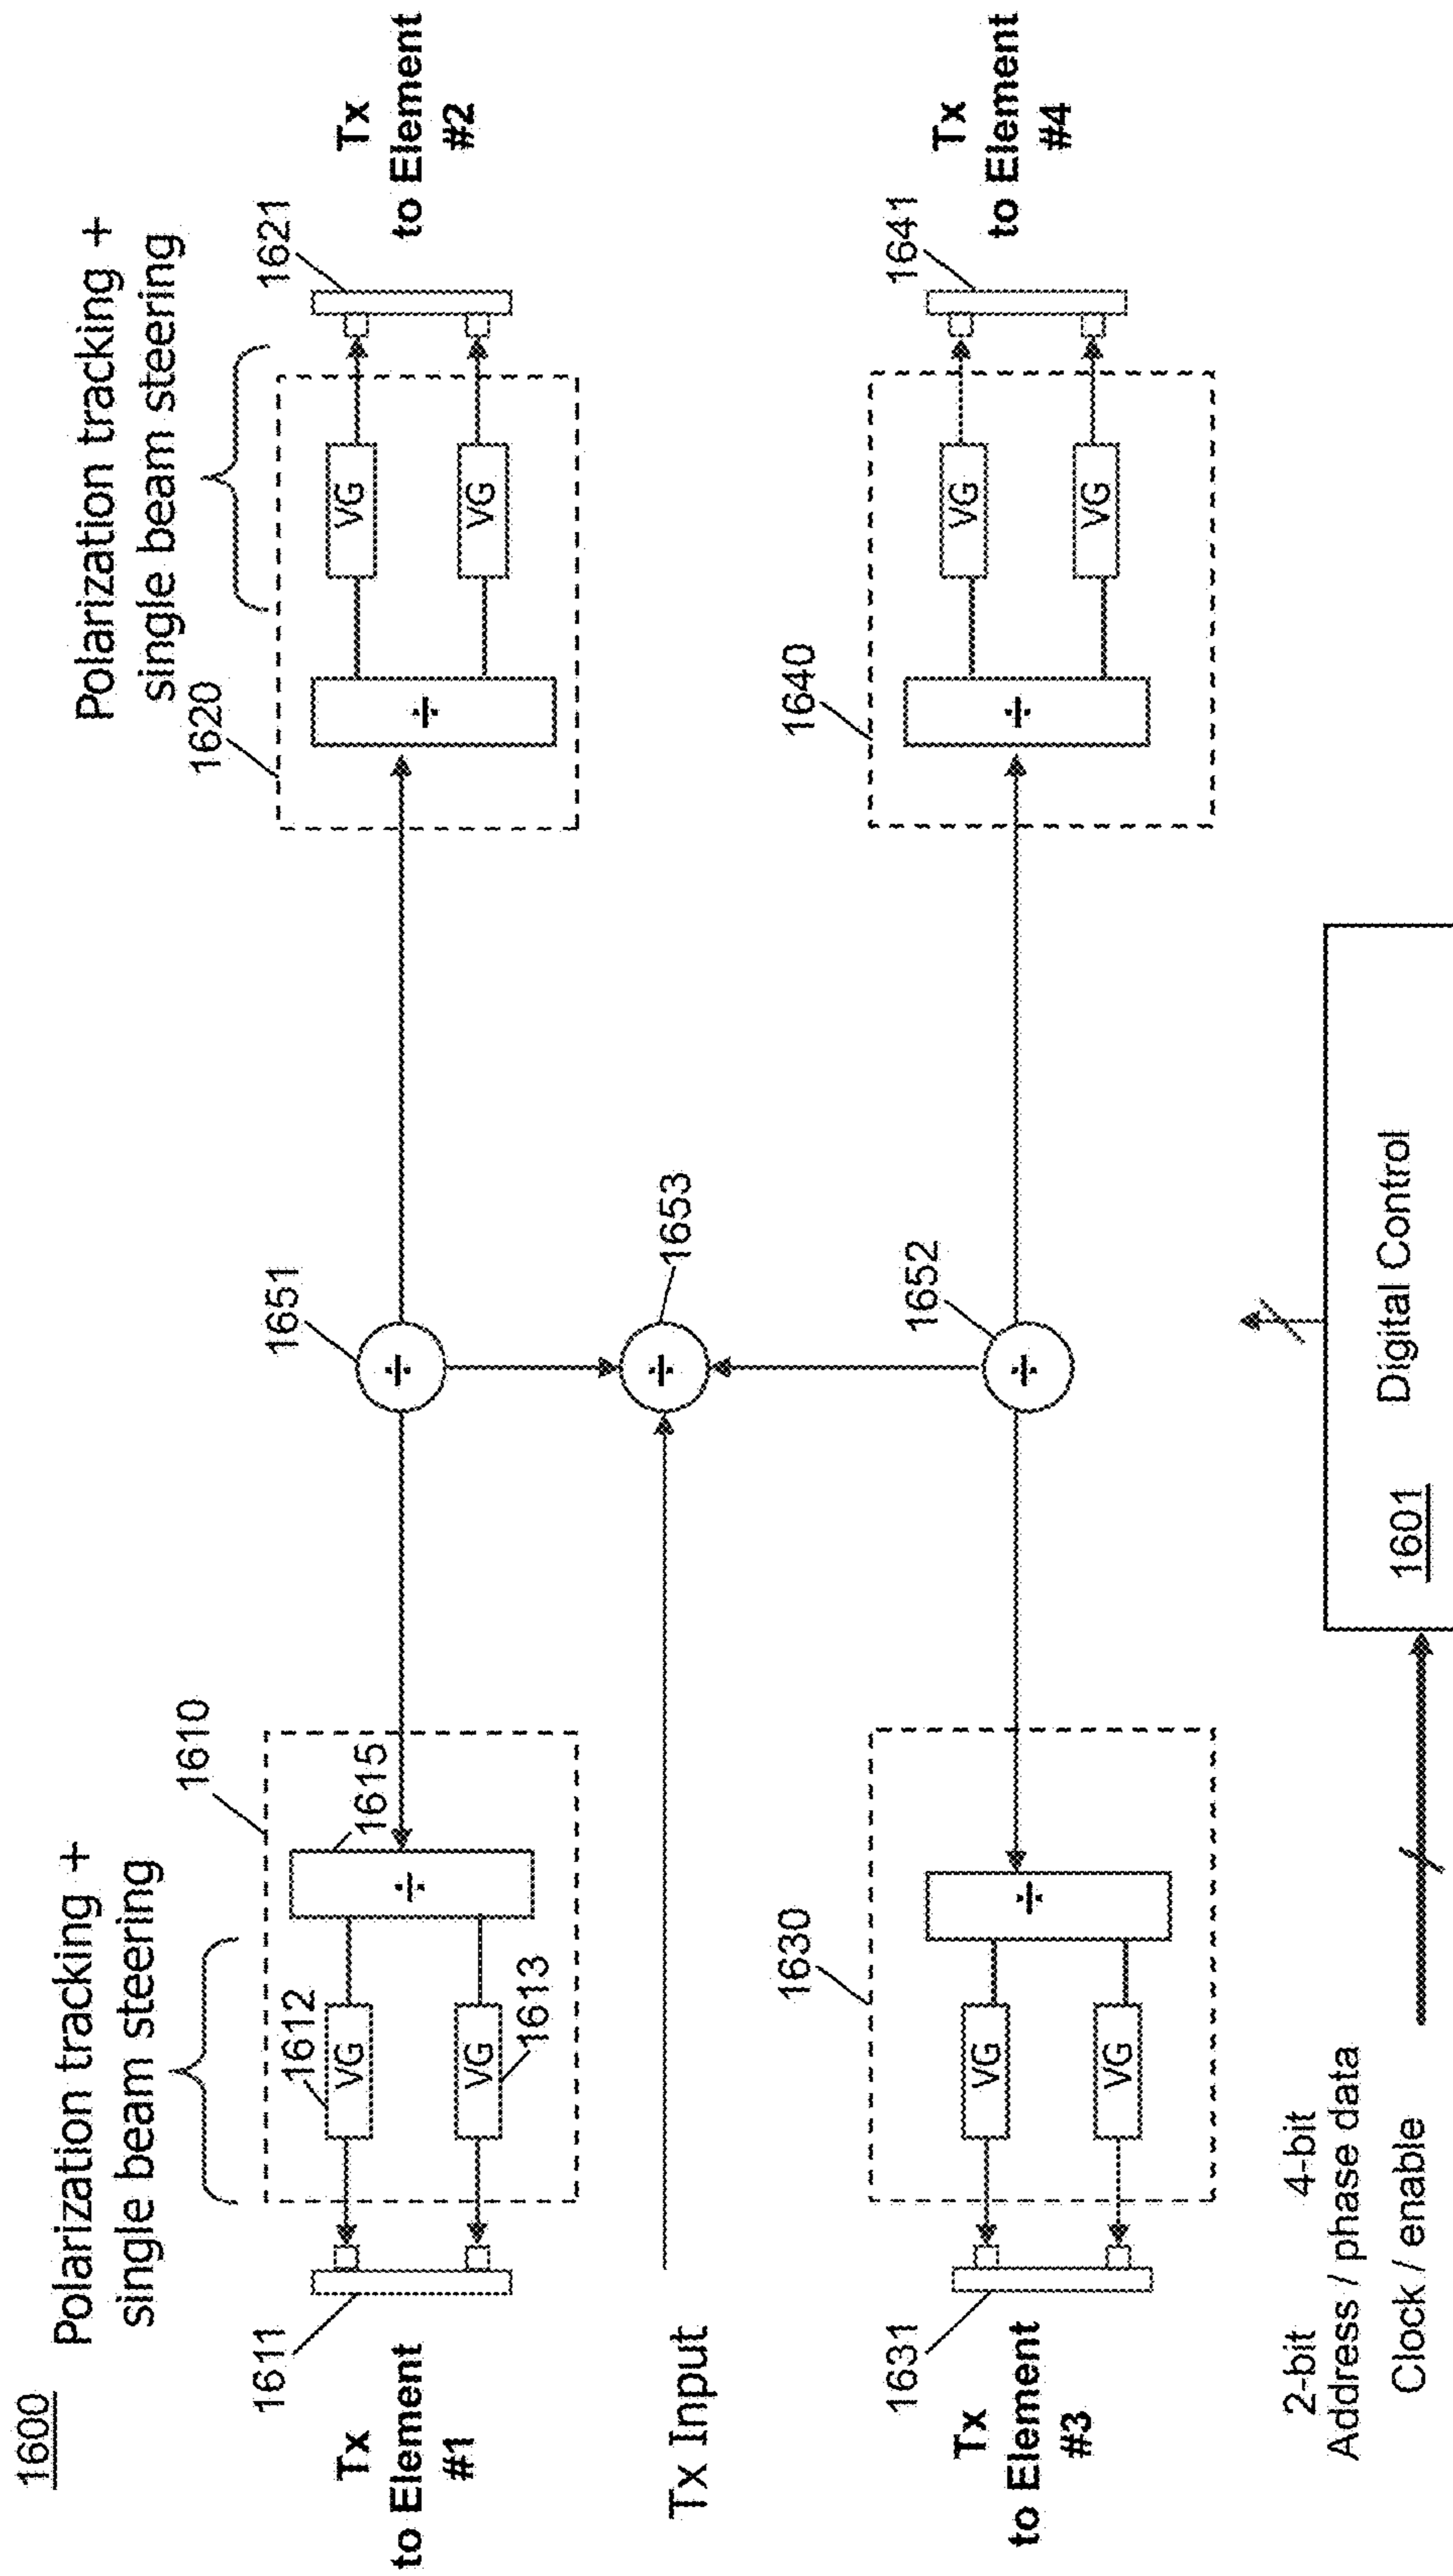 1600
Polarization tracking +
single beam steering
Polarization tracking +
single beam steering
1610
1620
1611
1612
1615
1651
1621
Tx
to Element
#1
VG
÷
÷
÷
VG
Tx
to Element
#2
VG
1613
VG
Tx Input
÷
1653
1631
1630
1652
1640
1641
Tx
to Element
#3
VG
÷
÷
÷
VG
Tx
to Element
#4
VG
VG
2-bit 4-bit
Address / phase data
Clock / enable
Digital Control
1601